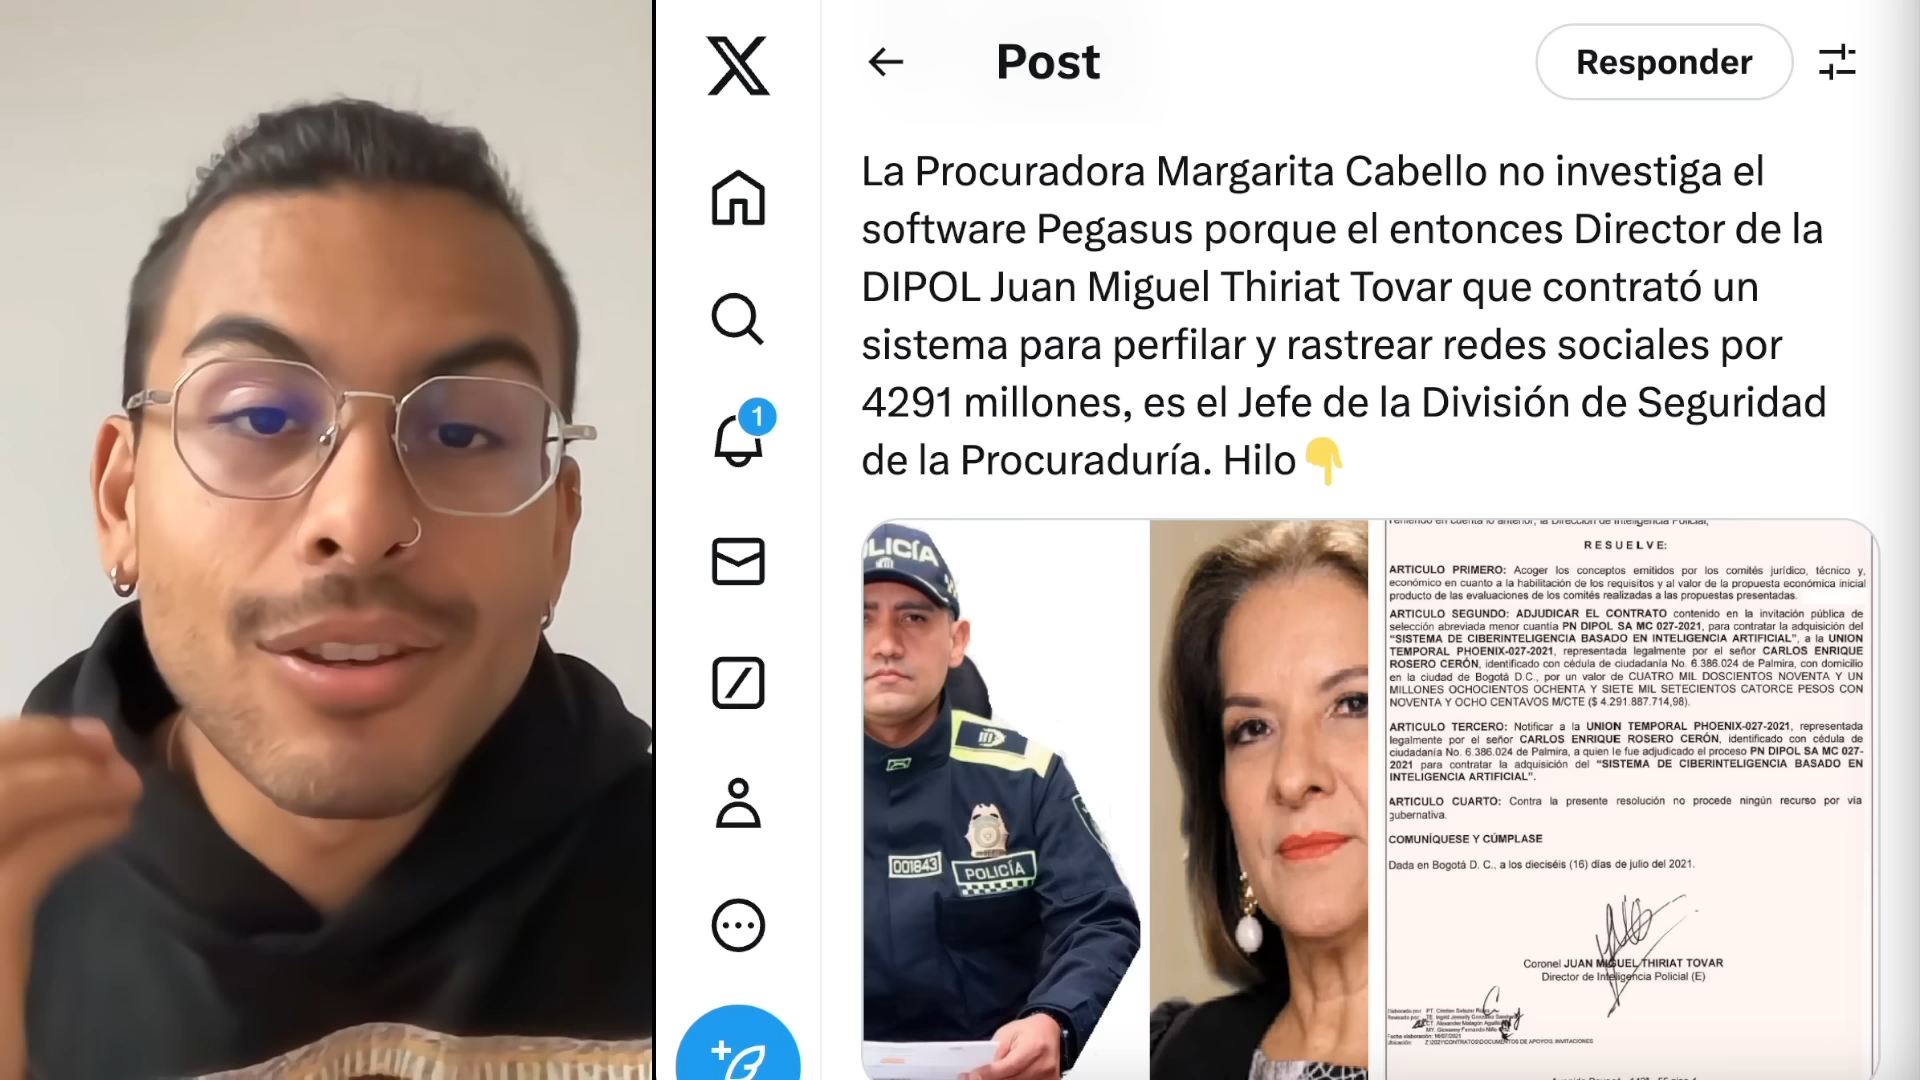 Post
Responder
1
La Procuradora Margarita Cabello no investiga el
software Pegasus porque el entonces Director de la
DIPOL Juan Miguel Thiriat Tovar que contrató un
sistema para perfilar y rastrear redes sociales por
4291 millones, es el Jefe de la División de Seguridad
de la Procuraduría. Hilo👇
LICÍA
001843
POLICÍA
Teniendo en cuenta lo anterior, la Dirección de Inteligencia Policial,
RESUELVE:
ARTICULO PRIMERO: Acoger los conceptos emitidos por los comités jurídico, técnico y,
económico en cuanto a la habilitación de los requisitos y al valor de la propuesta económica inicial
producto de las evaluaciones de los comités realizadas a las propuestas presentadas.
ARTICULO SEGUNDO: ADJUDICAR EL CONTRATO contenido en la invitación pública de
selección abreviada menor cuantía PN DIPOL SA MC 027-2021, para contratar la adquisición del
“SISTEMA DE CIBERINTELIGENCIA BASADO EN INTELIGENCIA ARTIFICIAL”, a la UNION
TEMPORAL PHOENIX-027-2021, representada legalmente por el señor CARLOS ENRIQUE
ROSERO CERÓN, identificado con cédula de ciudadanía No. 6.386.024 de Palmira, con domicilio
en la ciudad de Bogotá D.C., por un valor de CUATRO MIL DOSCIENTOS NOVENTA Y UN
MILLONES OCHOCIENTOS OCHENTA Y SIETE MIL SETECIENTOS CATORCE PESOS CON
NOVENTA Y OCHO CENTAVOS M/CTE ($ 4.291.887.714,98).
ARTICULO TERCERO: Notificar a la UNION TEMPORAL PHOENIX-027-2021, representada
legalmente por el señor CARLOS ENRIQUE ROSERO CERÓN, identificado con cédula de
ciudadanía No. 6.386.024 de Palmira, a quien le fue adjudicado el proceso PN DIPOL SA MC 027-
2021 para contratar la adquisición del “SISTEMA DE CIBERINTELIGENCIA BASADO EN
INTELIGENCIA ARTIFICIAL”.
ARTICULO CUARTO: Contra la presente resolución no procede ningún recurso por vía
gubernativa.
COMUNÍQUESE Y CÚMPLASE
Dada en Bogotá D. C., a los dieciséis (16) días de julio del 2021.
Coronel JUAN MIGUEL THIRIAT TOVAR
Director de Inteligencia Policial (E)